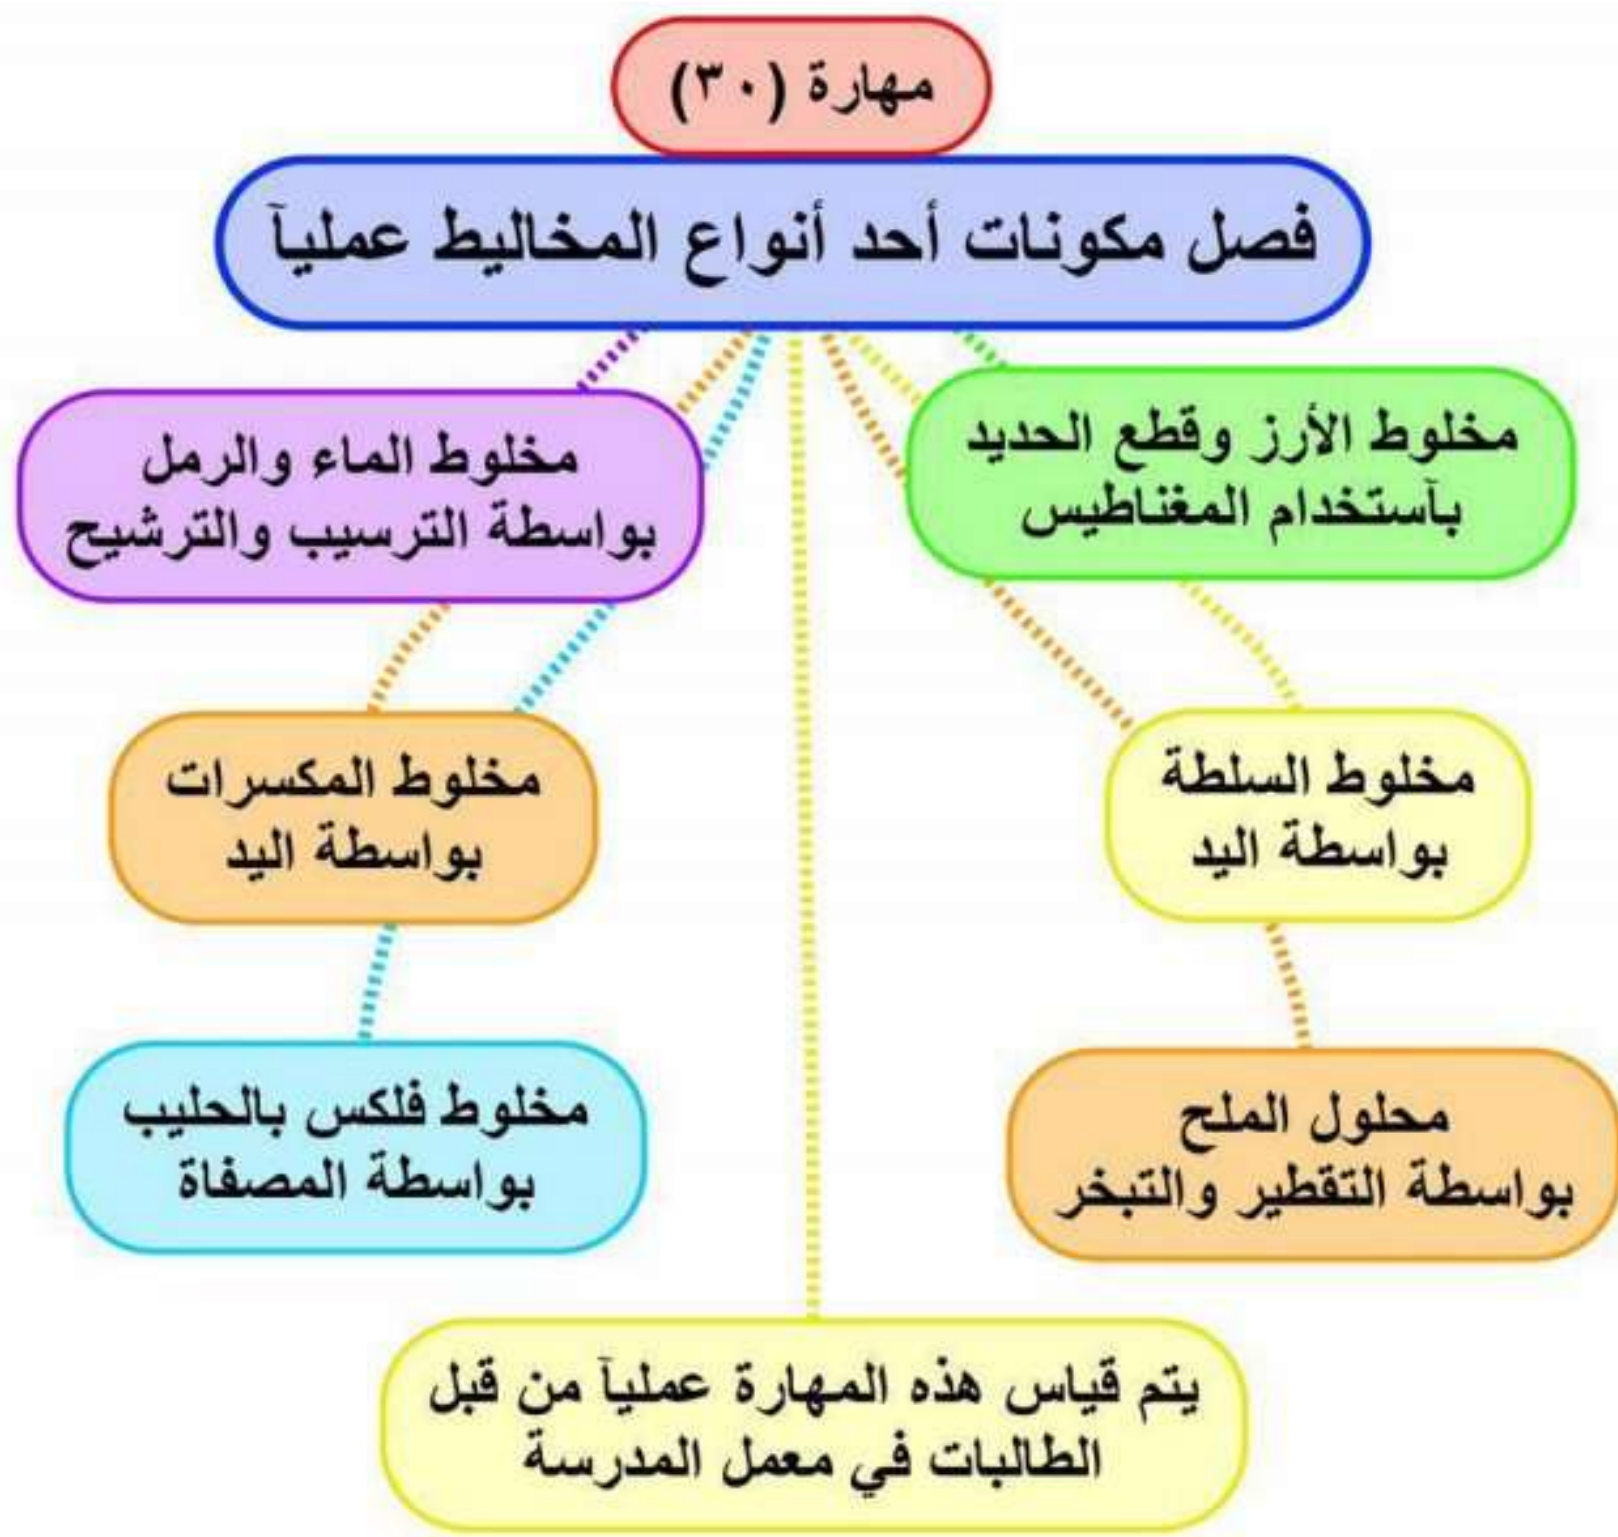 مهارة (٣٠)
فصل مكونات أحد أنواع المخاليط عملياَ
مخلوط الأرز وقطع الحديد
بآستخدام المغناطيس
مخلوط الماء والرمل
بواسطة الترسيب والترشيح
مخلوط السلطة
بواسطة اليد
مخلوط المكسرات
بواسطة اليد
محلول الملح
بواسطة التقطير والتبخر
مخلوط فلكس بالحليب
بواسطة المصفاة
يتم قياس هذه المهارة عملياَ من قبل
الطالبات في معمل المدرسة